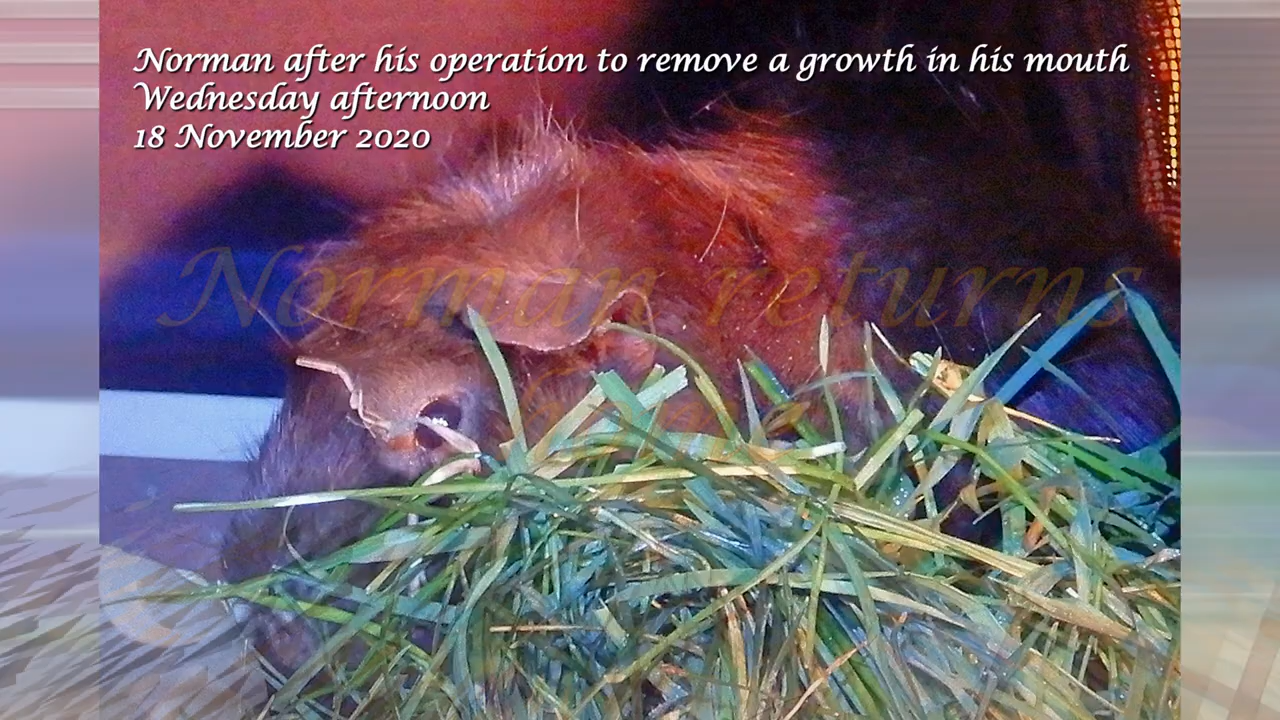 Norman after his operation to remove a growth in his mouth
Wednesday afternoon
18 November 2020
Norman returns